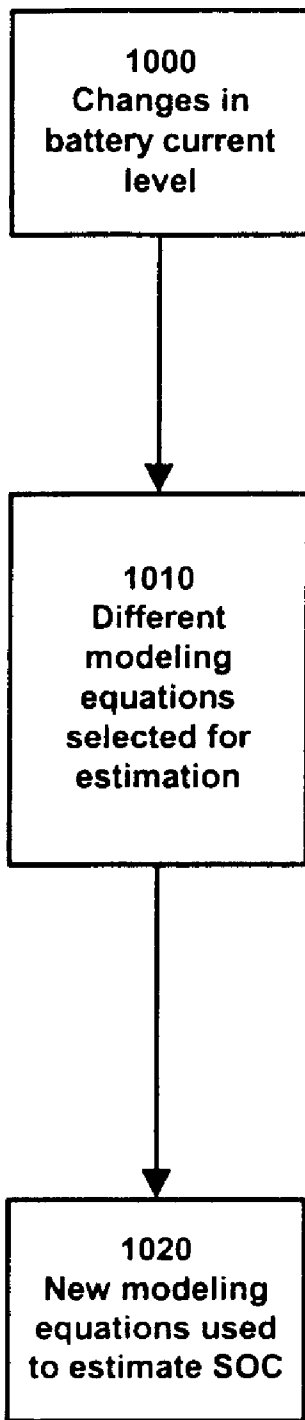 1000
Changes in
battery current
level
1010
Different
modeling
equations
selected for
estimation
1020
New modeling
equations used
to estimate SOC